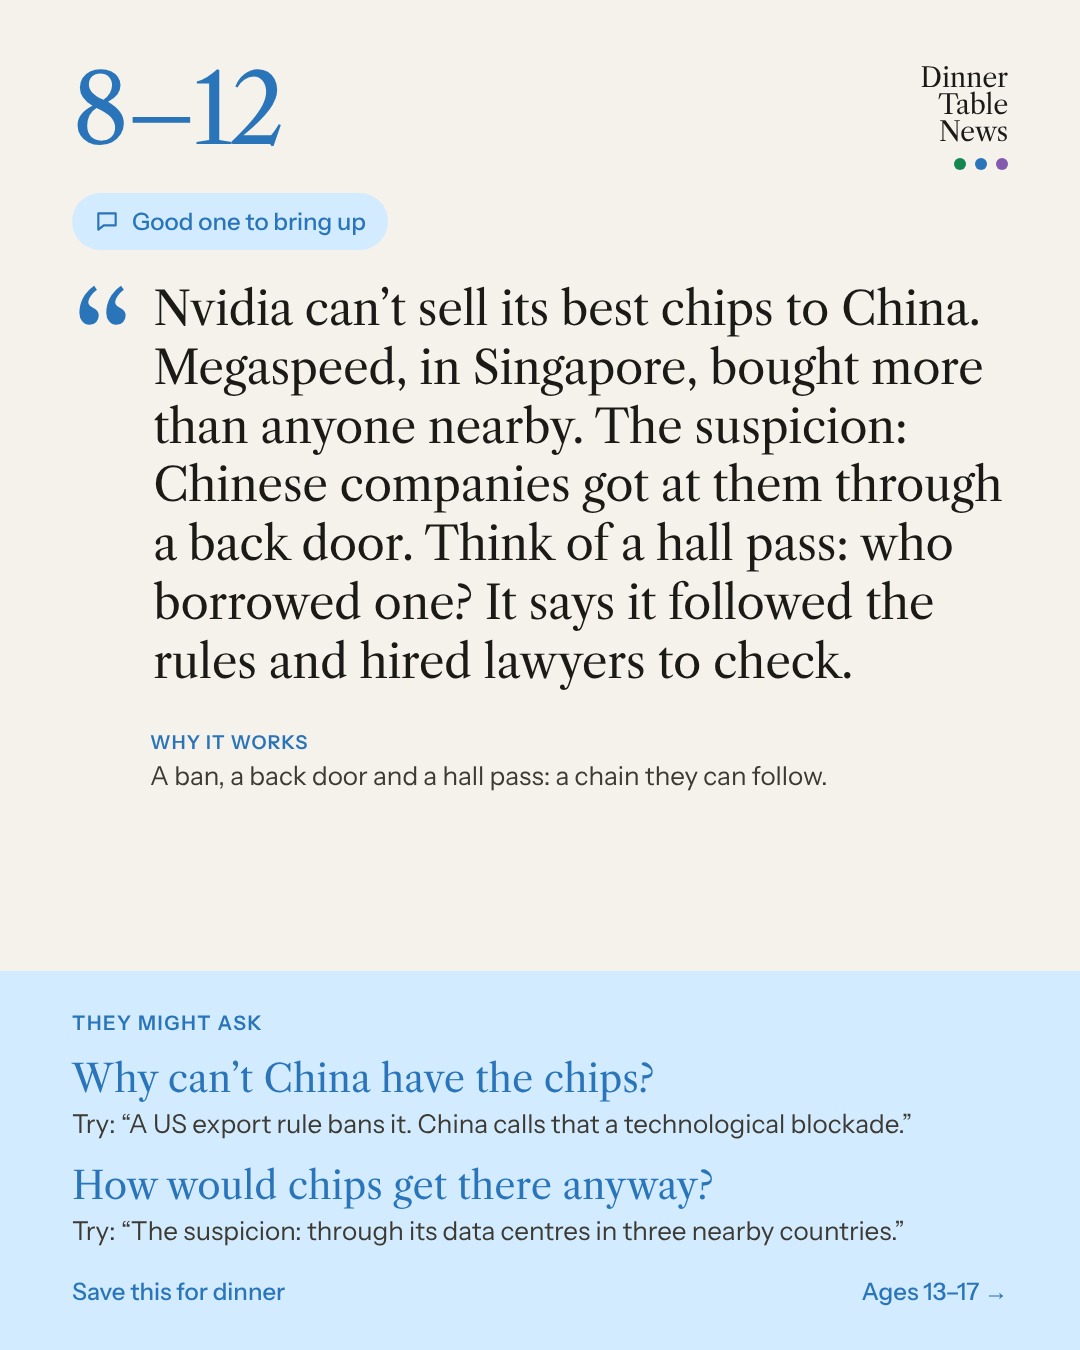 8–12
Dinner
Table
News
Good one to bring up
“Nvidia can’t sell its best chips to China.
Megaspeed, in Singapore, bought more
than anyone nearby. The suspicion:
Chinese companies got at them through
a back door. Think of a hall pass: who
borrowed one? It says it followed the
rules and hired lawyers to check.
WHY IT WORKS
A ban, a back door and a hall pass: a chain they can follow.
THEY MIGHT ASK
Why can’t China have the chips?
Try: “A US export rule bans it. China calls that a technological blockade.”
How would chips get there anyway?
Try: “The suspicion: through its data centres in three nearby countries.”
Save this for dinner
Ages 13–17 →